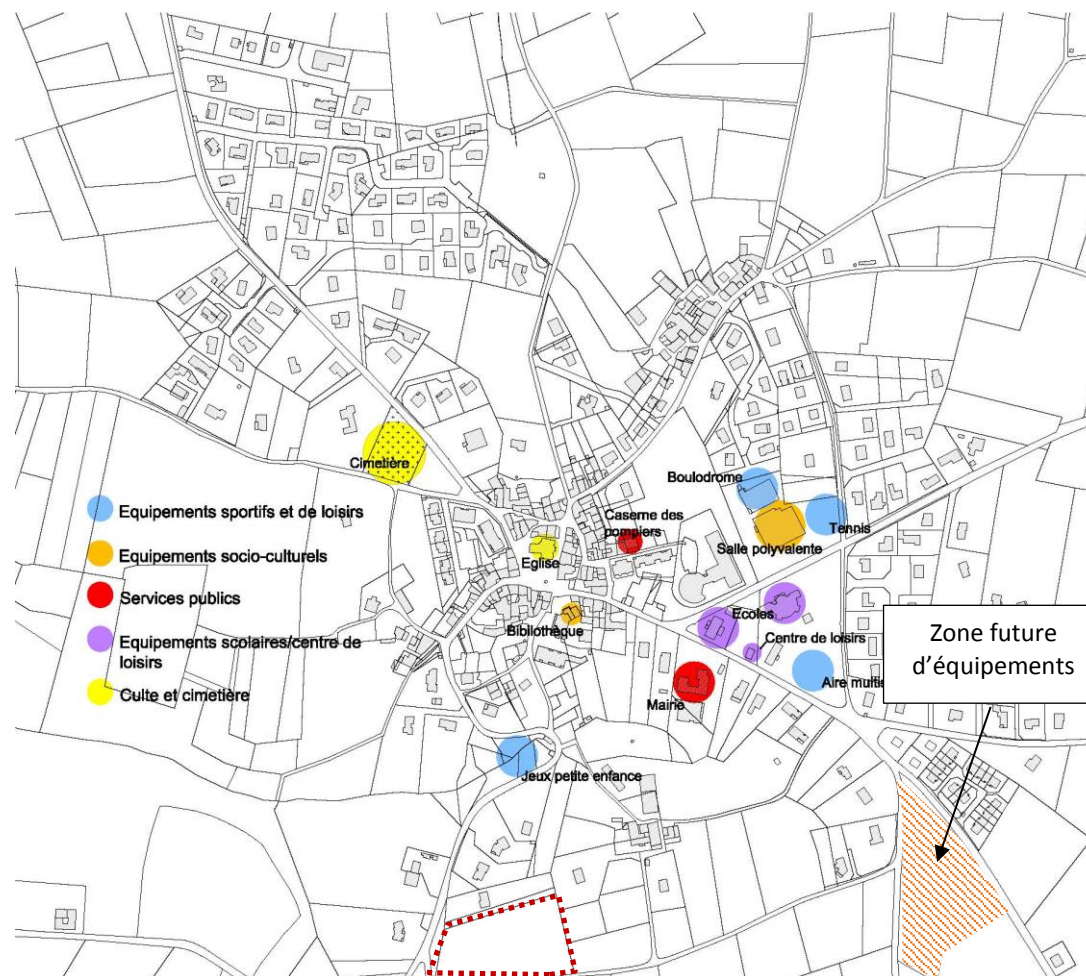 Cimetière
Boulodrome
Tennis
Salle polyvalente
Caserne des
pompiers
Eglise
Bibliothèque
Ecoles
Centre de loisirs
Aire multi
Mairie
Jeux petite enfance
Equipements sportifs et de loisirs
Equipements socio-culturels
Services publics
Equipements scolaires/centre de
loisirs
Culte et cimetière
Zone future
d'équipements